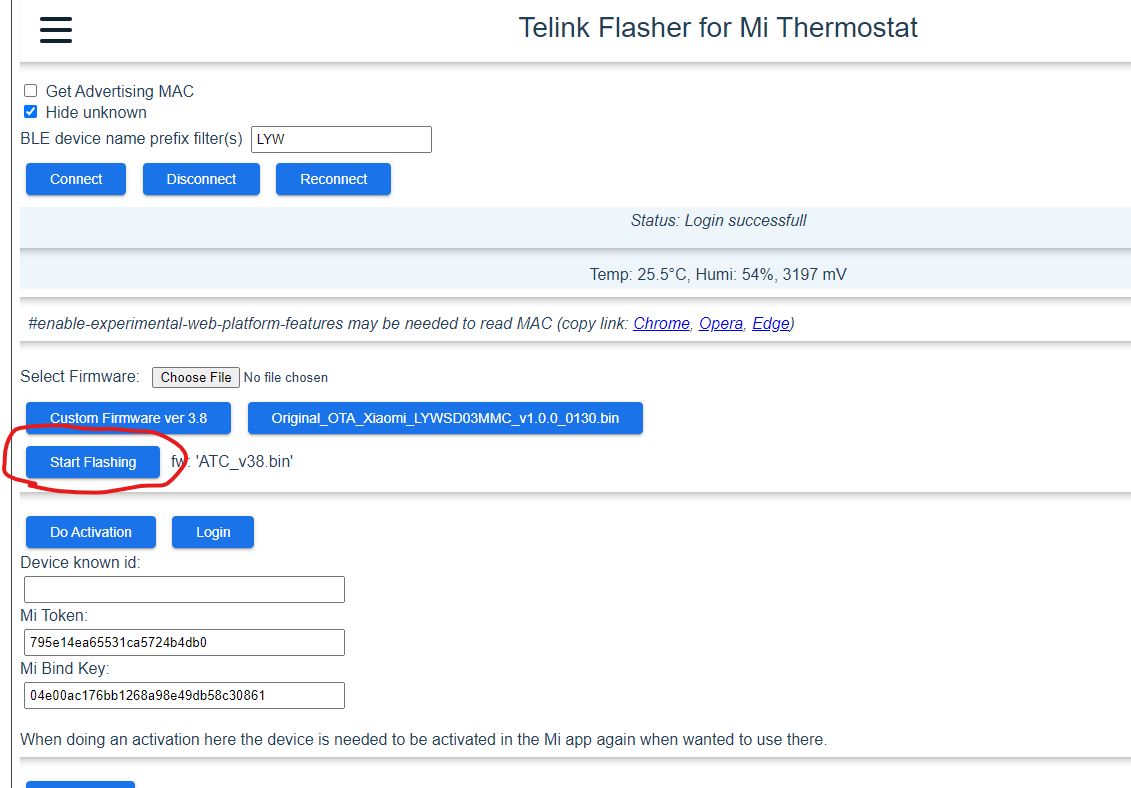 Telink Flasher for Mi Thermostat
Get Advertising MAC
Hide unknown
BLE device name prefix filter(s) LYW
Connect Disconnect Reconnect
Status: Login successfull
Temp: 25.5°C, Humi: 54%, 3197 mV
#enable-experimental-web-platform-features may be needed to read MAC (copy link: Chrome, Opera, Edge)
Select Firmware: Choose File No file chosen
Custom Firmware ver 3.8 Original_OTA_Xiaomi_LYWSD03MMC_v1.0.0_0130.bin
Start Flashing fw: 'ATC_v38.bin'
Do Activation Login
Device known id:
Mi Token:
795e14ea65531ca5724b4db0
Mi Bind Key:
04e00ac176bb1268a98e49db58c30861
When doing an activation here the device is needed to be activated in the Mi app again when wanted to use there.